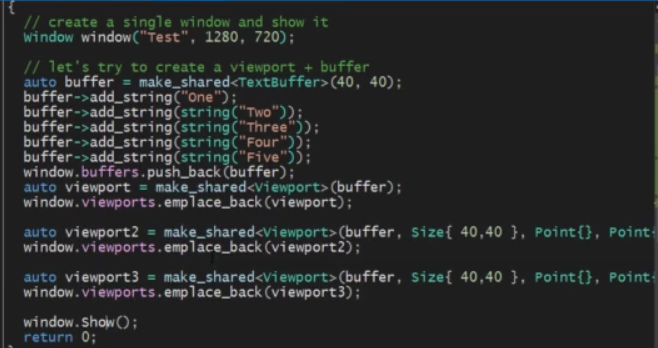 {
// create a single window and show it
Window window("Test", 1280, 720);
// let's try to create a viewport + buffer
auto buffer = make_shared<TextBuffer>(40, 40);
buffer->add_string("One");
buffer->add_string(string("Two"));
buffer->add_string(string("Three"));
buffer->add_string(string("Four"));
buffer->add_string(string("Five"));
window.buffers.push_back(buffer);
auto viewport = make_shared<Viewport>(buffer);
window.viewports.emplace_back(viewport);
auto viewport2 = make_shared<Viewport>(buffer, Size{ 40,40 }, Point{}, Point
window.viewports.emplace_back(viewport2);
auto viewport3 = make_shared<Viewport>(buffer, Size{ 40,40 }, Point{}, Point
window.viewports.emplace_back(viewport3);
window.Show();
return 0;